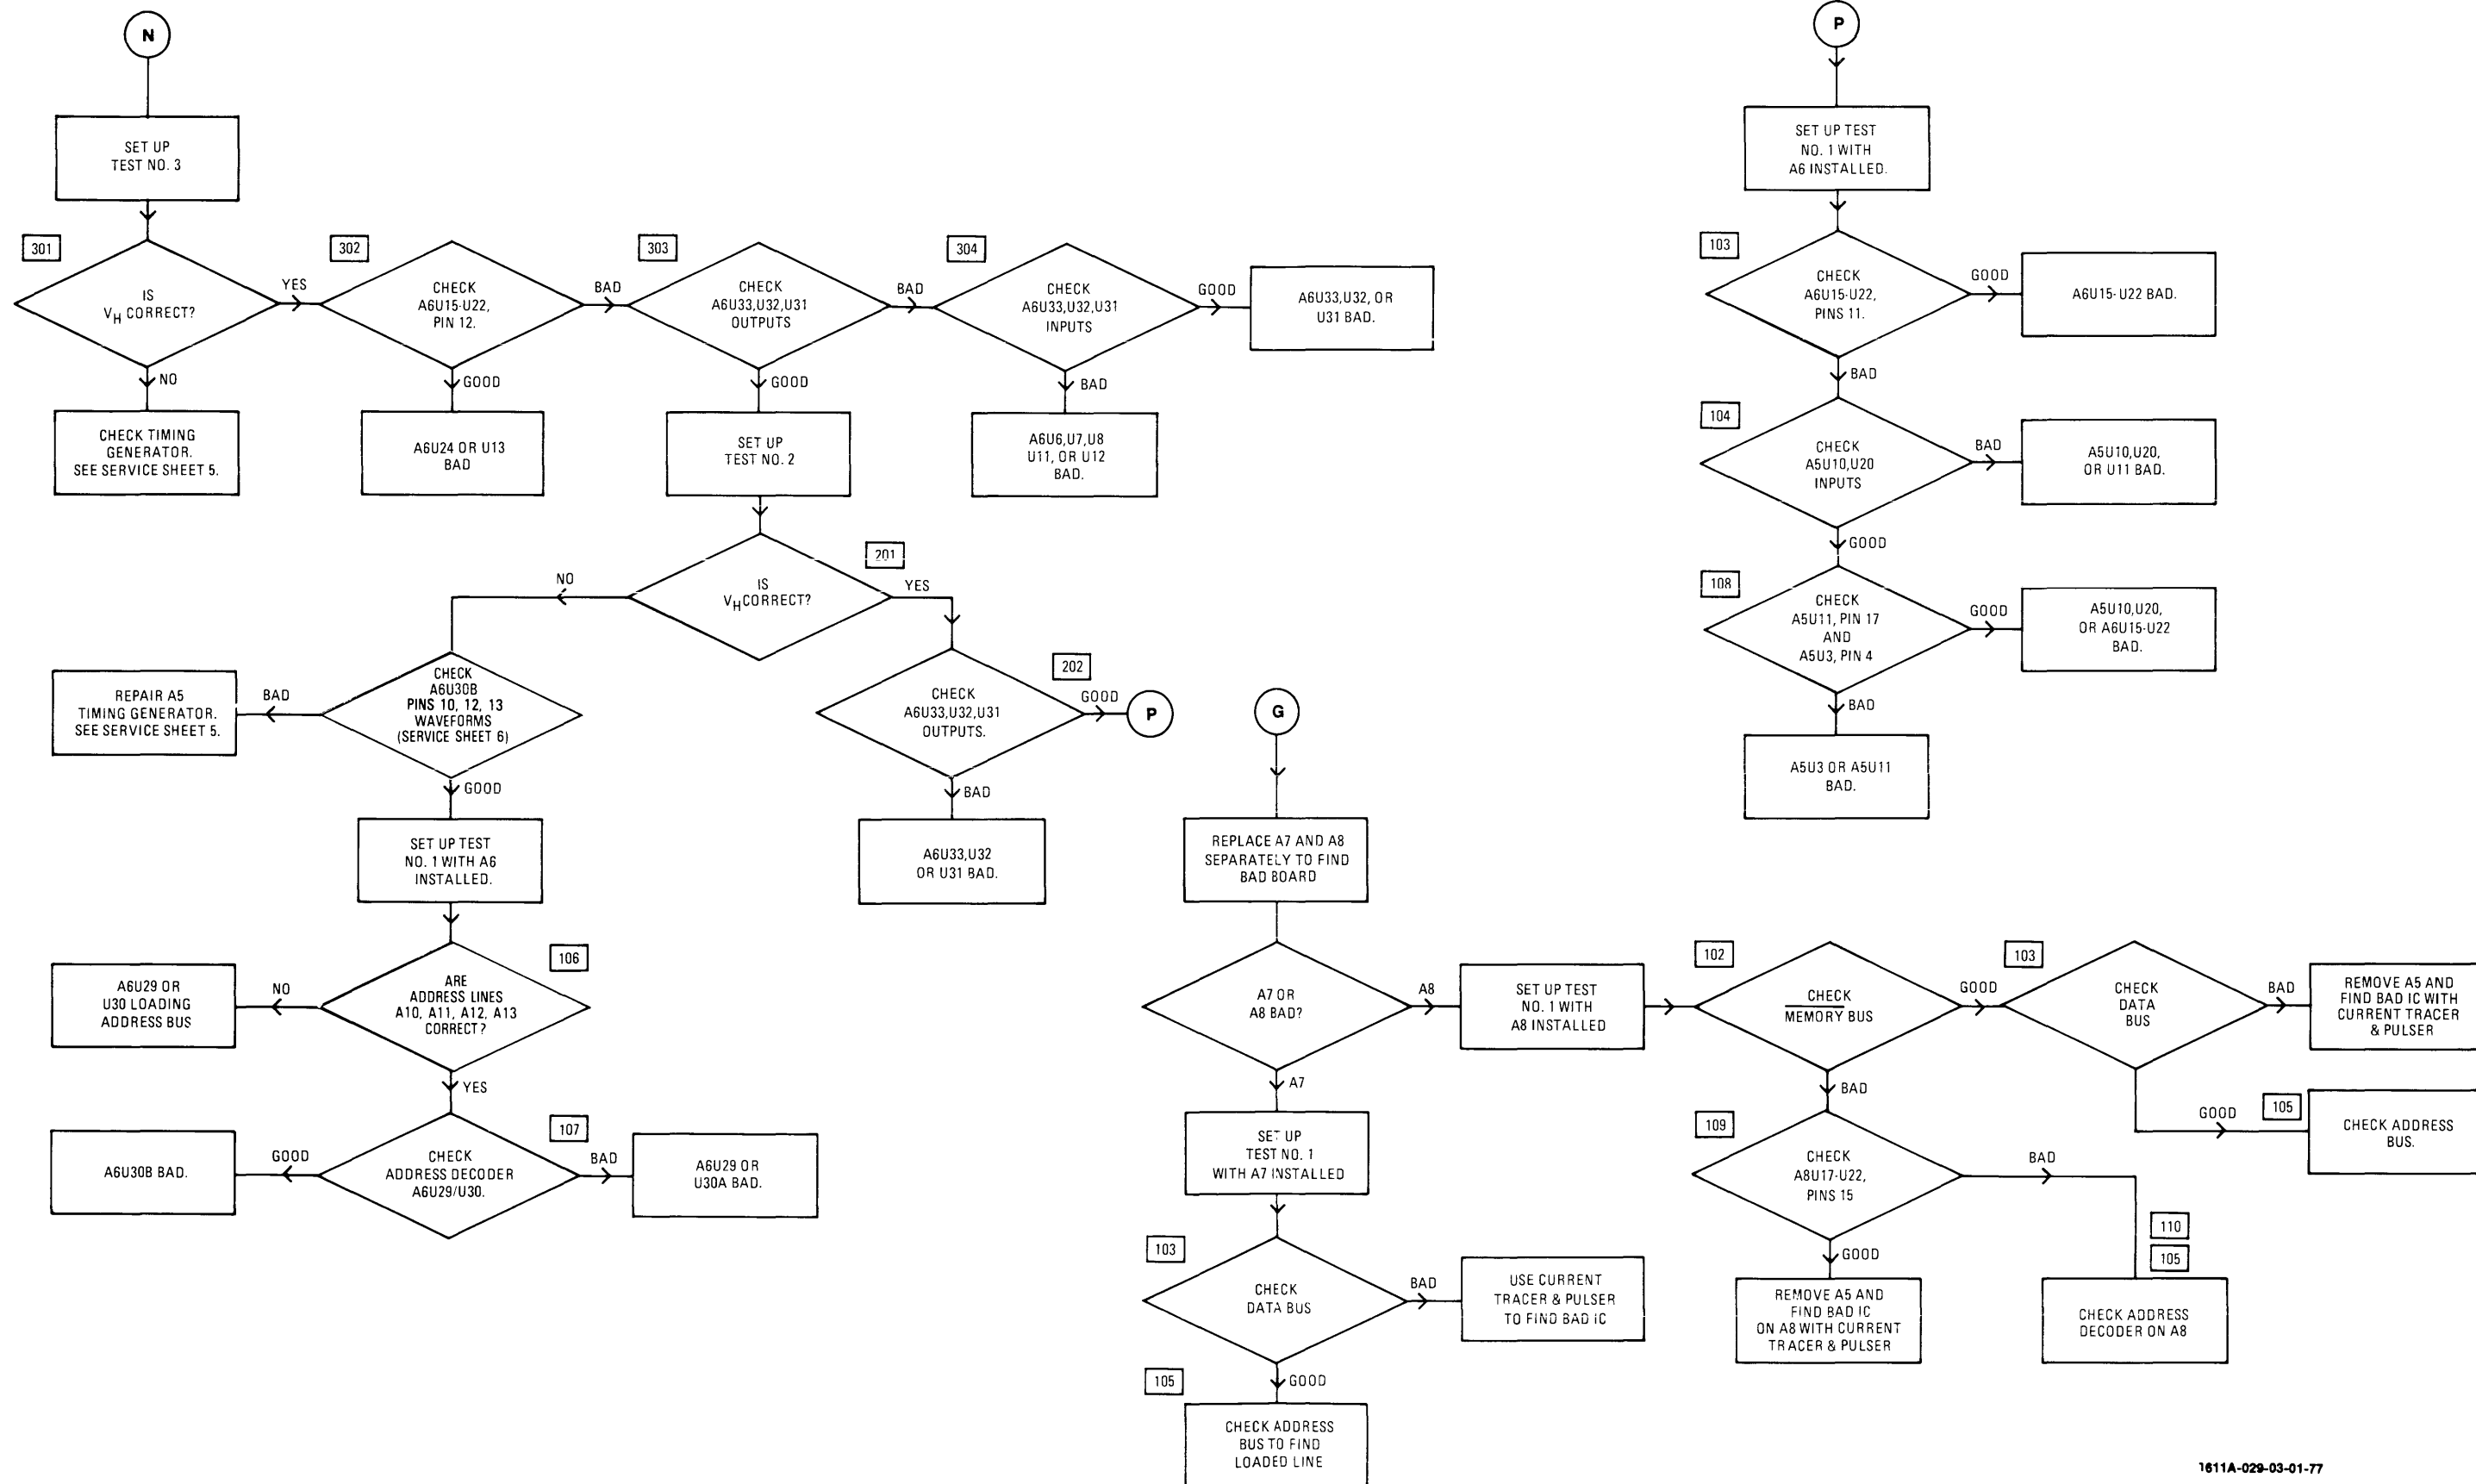 N
SET UP
TEST NO. 3
301
IS
VH CORRECT?
YES
NO
CHECK TIMING
GENERATOR.
SEE SERVICE SHEET 5.
302
CHECK
A6U15-U22,
PIN 12.
BAD
GOOD
A6U24 OR U13
BAD
303
CHECK
A6U33,U32,U31
OUTPUTS
BAD
GOOD
SET UP
TEST NO. 2
304
CHECK
A6U33,U32,U31
INPUTS
GOOD
A6U33,U32, OR
U31 BAD.
BAD
A6U6,U7,U8
U11, OR U12
BAD.
201
IS
VH CORRECT?
NO
YES
CHECK
A6U30B
PINS 10, 12, 13
WAVEFORMS
(SERVICE SHEET 6)
BAD
REPAIR A5
TIMING GENERATOR.
SEE SERVICE SHEET 5.
GOOD
SET UP TEST
NO. 1 WITH A6
INSTALLED.
106
ARE
ADDRESS LINES
A10, A11, A12, A13
CORRECT?
NO
A6U29 OR
U30 LOADING
ADDRESS BUS
YES
107
CHECK
ADDRESS DECODER
A6U29/U30.
GOOD
A6U30B BAD.
BAD
A6U29 OR
U30A BAD.
202
CHECK
A6U33,U32,U31
OUTPUTS.
GOOD
P
BAD
A6U33,U32
OR U31 BAD.
G
REPLACE A7 AND A8
SEPARATELY TO FIND
BAD BOARD
A7 OR
A8 BAD?
A8
SET UP TEST
NO. 1 WITH
A8 INSTALLED
A7
SET UP
TEST NO. 1
WITH A7 INSTALLED
103
CHECK
DATA BUS
BAD
USE CURRENT
TRACER & PULSER
TO FIND BAD IC
GOOD
105
CHECK ADDRESS
BUS TO FIND
LOADED LINE
102
CHECK
MEMORY BUS
GOOD
103
CHECK
DATA
BUS
BAD
REMOVE A5 AND
FIND BAD IC WITH
CURRENT TRACER
& PULSER
GOOD
105
CHECK ADDRESS
BUS.
BAD
109
CHECK
A8U17-U22,
PINS 15
BAD
110
105
CHECK ADDRESS
DECODER ON A8
GOOD
REMOVE A5 AND
FIND BAD IC
ON A8 WITH CURRENT
TRACER & PULSER
P
SET UP TEST
NO. 1 WITH
A6 INSTALLED.
103
CHECK
A6U15-U22,
PINS 11.
GOOD
A6U15-U22 BAD.
BAD
104
CHECK
A5U10,U20
INPUTS
BAD
A5U10,U20,
OR U11 BAD.
GOOD
108
CHECK
A5U11, PIN 17
AND
A5U3, PIN 4
GOOD
A5U10,U20,
OR A6U15-U22
BAD.
BAD
A5U3 OR A5U11
BAD.
1611A-029-03-01-77